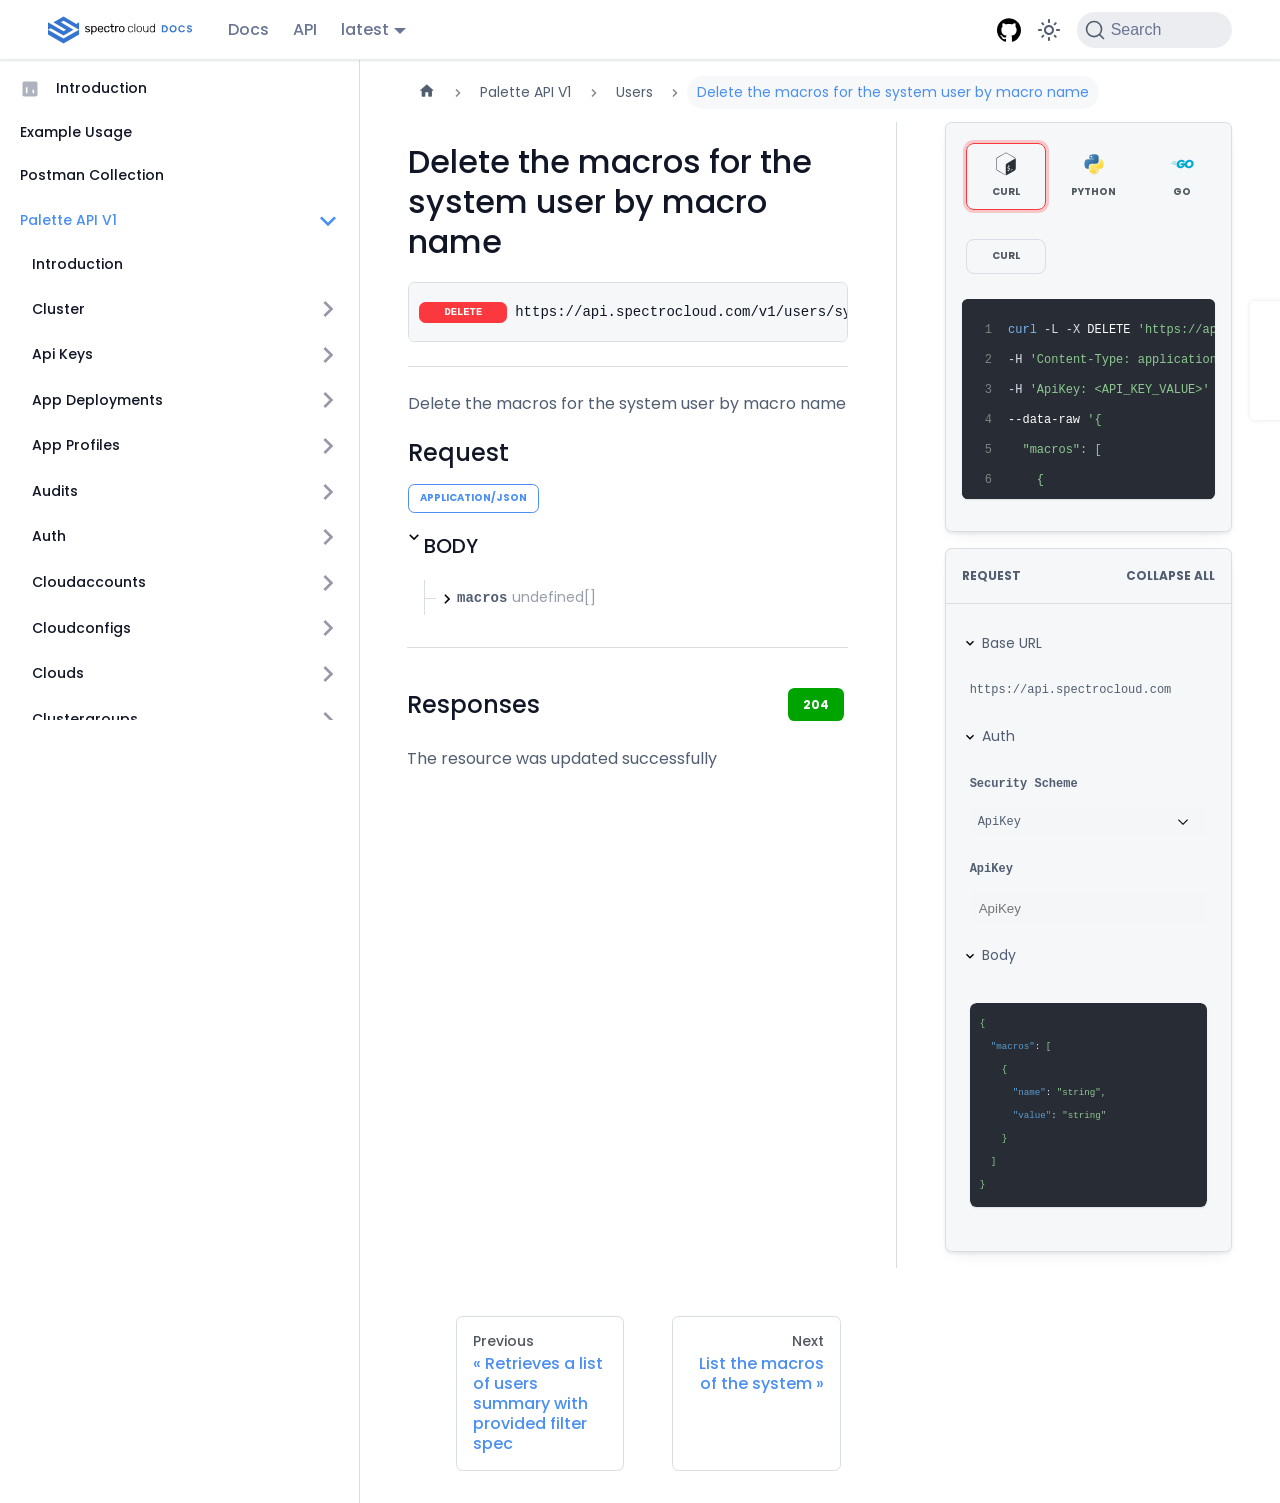 spectro cloud DOCS
Docs
API
latest
Search
Introduction
Example Usage
Postman Collection
Palette API V1
Introduction
Cluster
Api Keys
App Deployments
App Profiles
Audits
Auth
Cloudaccounts
Cloudconfigs
Clouds
Clustergroups
Palette API V1
Users
Delete the macros for the system user by macro name
Delete the macros for the
system user by macro
name
DELETE https://api.spectrocloud.com/v1/users/sy
Delete the macros for the system user by macro name
Request
APPLICATION/JSON
BODY
macros undefined[]
Responses
204
The resource was updated successfully
CURL
PYTHON
GO
CURL
1 curl -L -X DELETE 'https://ap
2 -H 'Content-Type: application
3 -H 'ApiKey: <API_KEY_VALUE>'
4 --data-raw '{
5 "macros": [
6 {
REQUEST
COLLAPSE ALL
Base URL
https://api.spectrocloud.com
Auth
Security Scheme
ApiKey
ApiKey
ApiKey
Body
{
"macros": [
{
"name": "string",
"value": "string"
}
]
}
Previous
« Retrieves a list
of users
summary with
provided filter
spec
Next
List the macros
of the system »